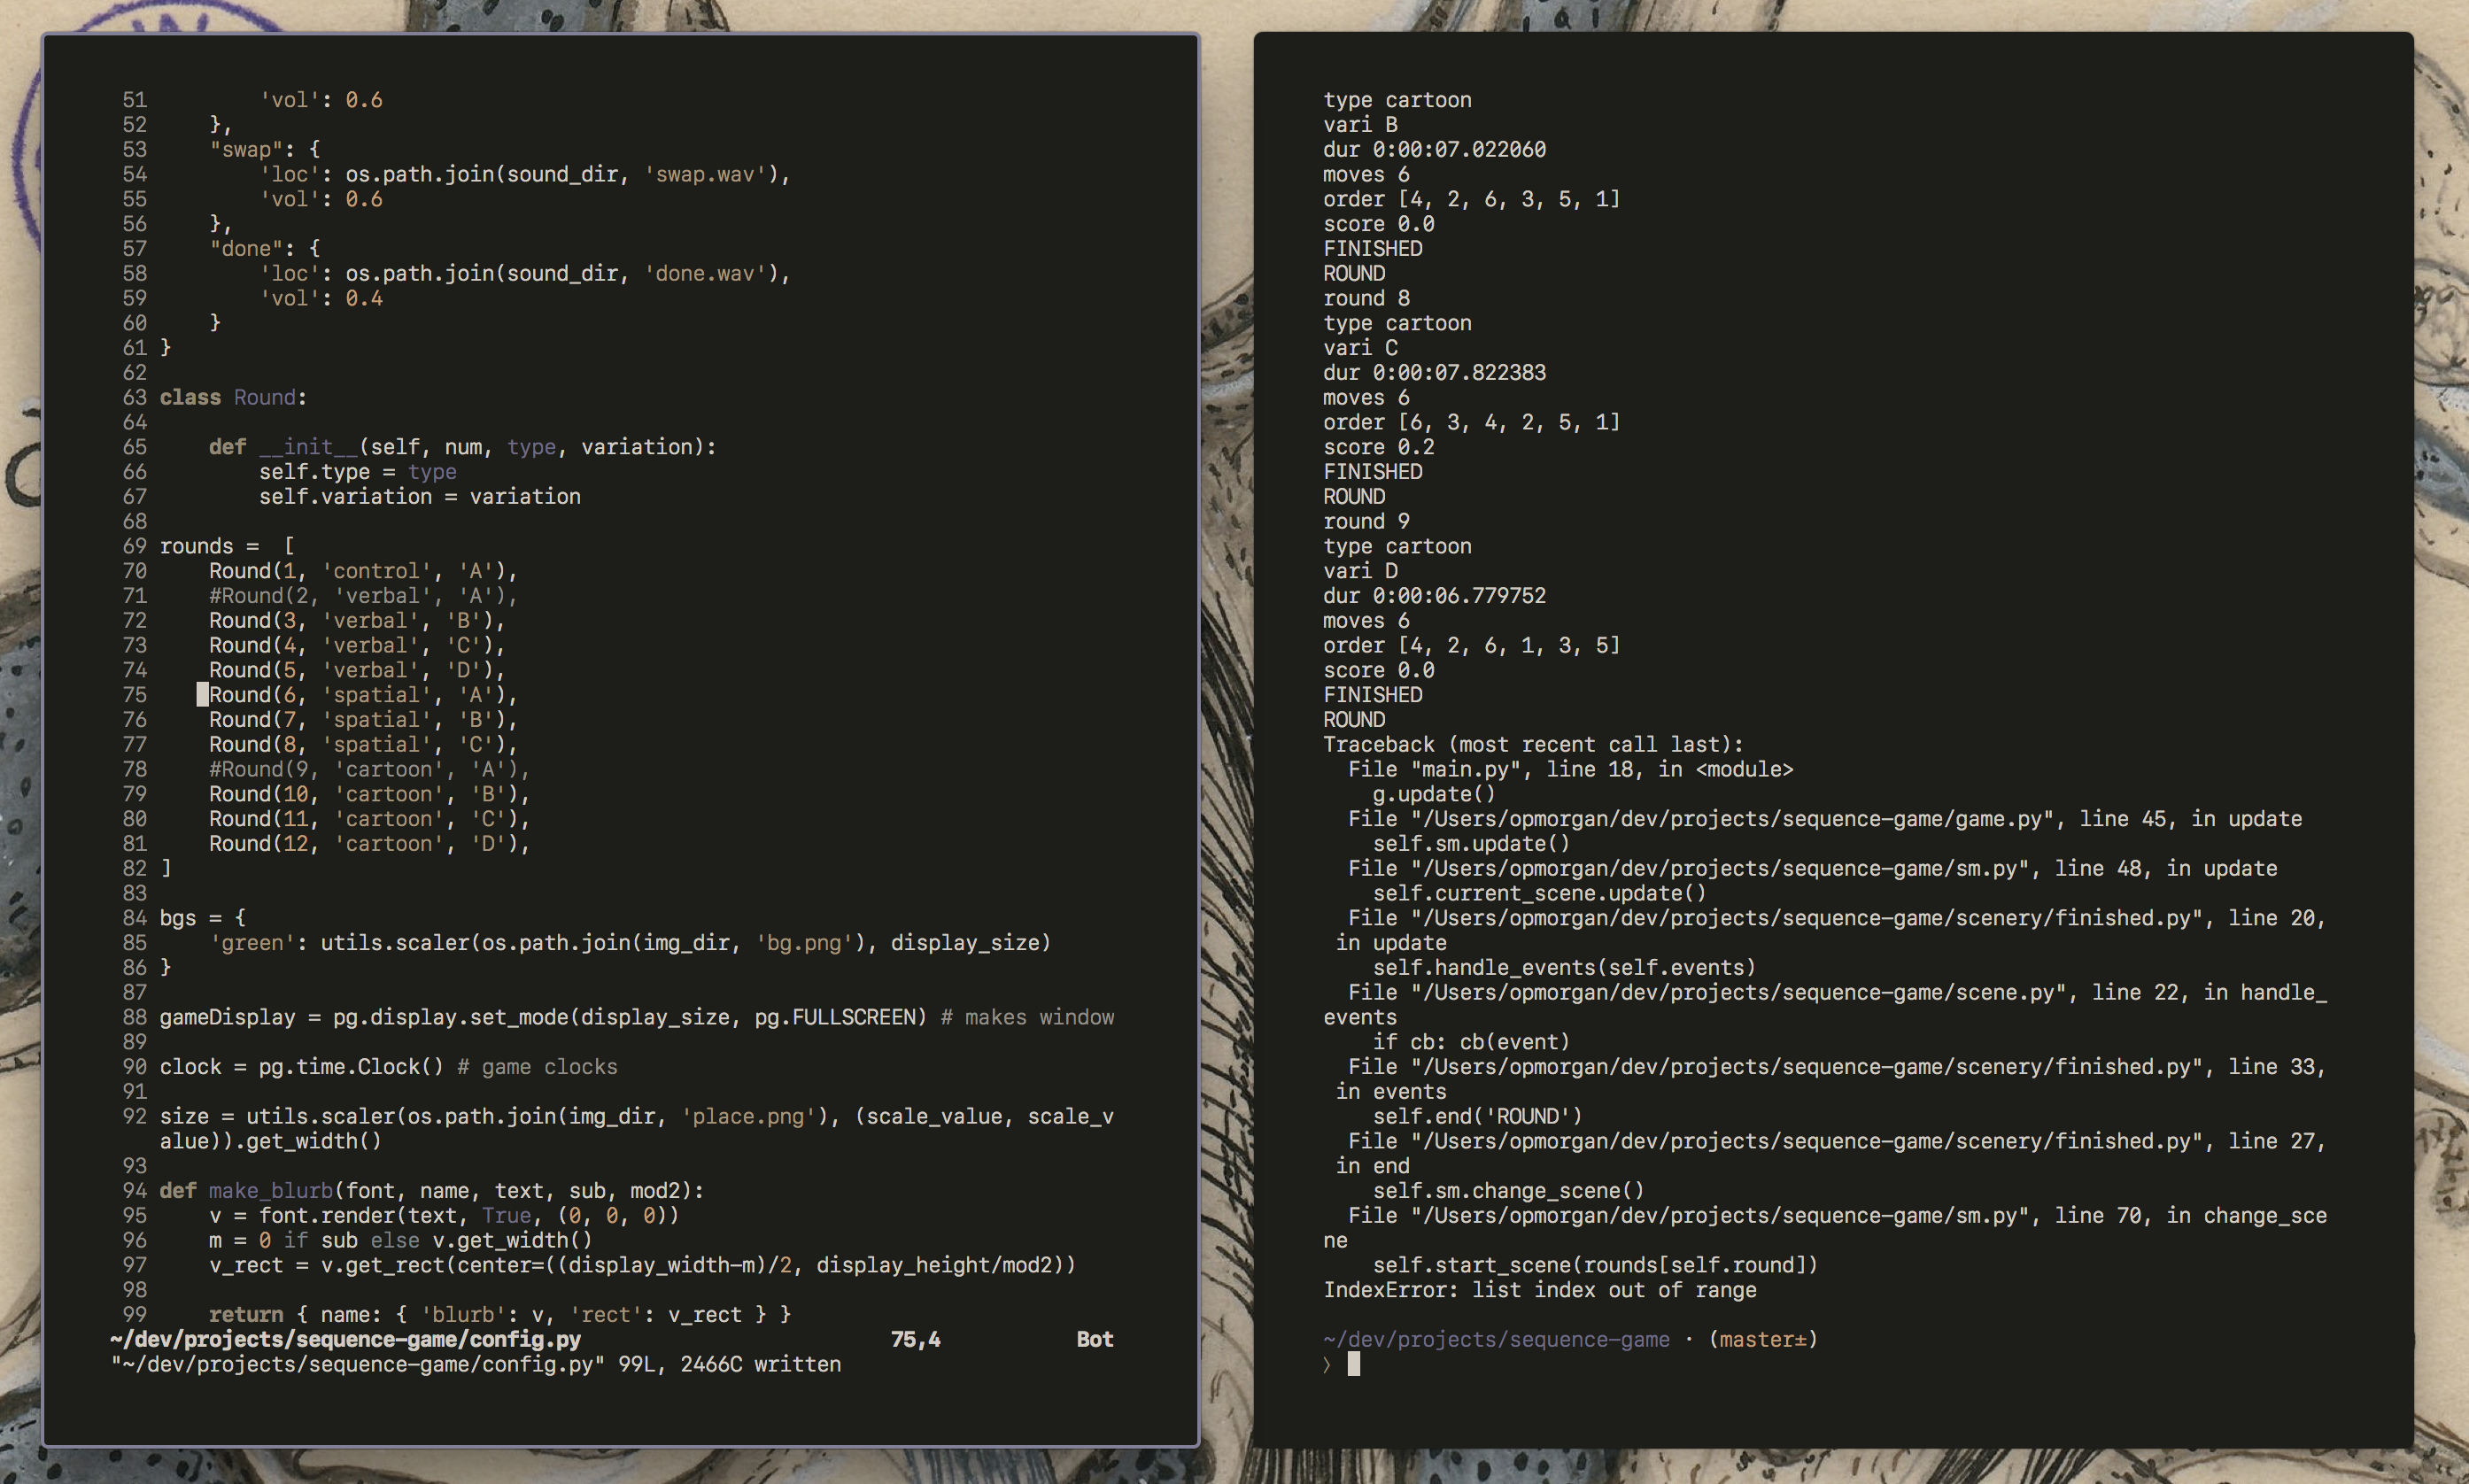 51         'vol': 0.6
52     },
53     "swap": {
54         'loc': os.path.join(sound_dir, 'swap.wav'),
55         'vol': 0.6
56     },
57     "done": {
58         'loc': os.path.join(sound_dir, 'done.wav'),
59         'vol': 0.4
60     }
61 }
62
63 class Round:
64
65     def __init__(self, num, type, variation):
66         self.type = type
67         self.variation = variation
68
69 rounds =  [
70     Round(1, 'control', 'A'),
71     #Round(2, 'verbal', 'A'),
72     Round(3, 'verbal', 'B'),
73     Round(4, 'verbal', 'C'),
74     Round(5, 'verbal', 'D'),
75     Round(6, 'spatial', 'A'),
76     Round(7, 'spatial', 'B'),
77     Round(8, 'spatial', 'C'),
78     #Round(9, 'cartoon', 'A'),
79     Round(10, 'cartoon', 'B'),
80     Round(11, 'cartoon', 'C'),
81     Round(12, 'cartoon', 'D'),
82 ]
83
84 bgs = {
85     'green': utils.scaler(os.path.join(img_dir, 'bg.png'), display_size)
86 }
87
88 gameDisplay = pg.display.set_mode(display_size, pg.FULLSCREEN) # makes window
89
90 clock = pg.time.Clock() # game clocks
91
92 size = utils.scaler(os.path.join(img_dir, 'place.png'), (scale_value, scale_v
alue)).get_width()
93
94 def make_blurb(font, name, text, sub, mod2):
95     v = font.render(text, True, (0, 0, 0))
96     m = 0 if sub else v.get_width()
97     v_rect = v.get_rect(center=((display_width-m)/2, display_height/mod2))
98
99     return { name: { 'blurb': v, 'rect': v_rect } }
~/dev/projects/sequence-game/config.py 75,4 Bot
"~/dev/projects/sequence-game/config.py" 99L, 2466C written
type cartoon
vari B
dur 0:00:07.022060
moves 6
order [4, 2, 6, 3, 5, 1]
score 0.0
FINISHED
ROUND
round 8
type cartoon
vari C
dur 0:00:07.822383
moves 6
order [6, 3, 4, 2, 5, 1]
score 0.2
FINISHED
ROUND
round 9
type cartoon
vari D
dur 0:00:06.779752
moves 6
order [4, 2, 6, 1, 3, 5]
score 0.0
FINISHED
ROUND
Traceback (most recent call last):
  File "main.py", line 18, in <module>
    g.update()
  File "/Users/opmorgan/dev/projects/sequence-game/game.py", line 45, in update
    self.sm.update()
  File "/Users/opmorgan/dev/projects/sequence-game/sm.py", line 48, in update
    self.current_scene.update()
  File "/Users/opmorgan/dev/projects/sequence-game/scenery/finished.py", line 20,
 in update
    self.handle_events(self.events)
  File "/Users/opmorgan/dev/projects/sequence-game/scene.py", line 22, in handle_
events
    if cb: cb(event)
  File "/Users/opmorgan/dev/projects/sequence-game/scenery/finished.py", line 33,
 in events
    self.end('ROUND')
  File "/Users/opmorgan/dev/projects/sequence-game/scenery/finished.py", line 27,
 in end
    self.sm.change_scene()
  File "/Users/opmorgan/dev/projects/sequence-game/sm.py", line 70, in change_sce
ne
    self.start_scene(rounds[self.round])
IndexError: list index out of range
~/dev/projects/sequence-game · (master±)
❯